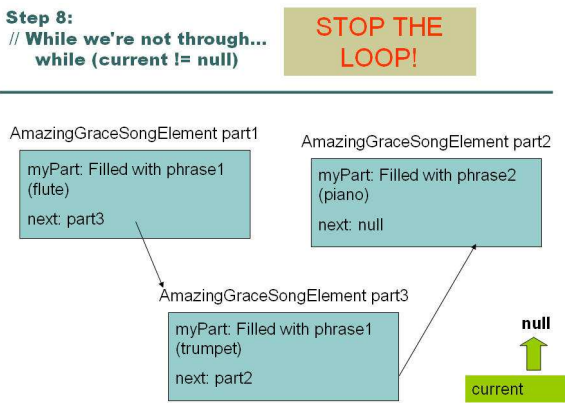 Step 8:
// While we're not through...
while (current != null)
STOP THE
LOOP!
AmazingGraceSongElement part1
myPart: Filled with phrase1
(flute)
next: part3
AmazingGraceSongElement part2
myPart: Filled with phrase2
(piano)
next: null
AmazingGraceSongElement part3
myPart: Filled with phrase1
(trumpet)
next: part2
null
current